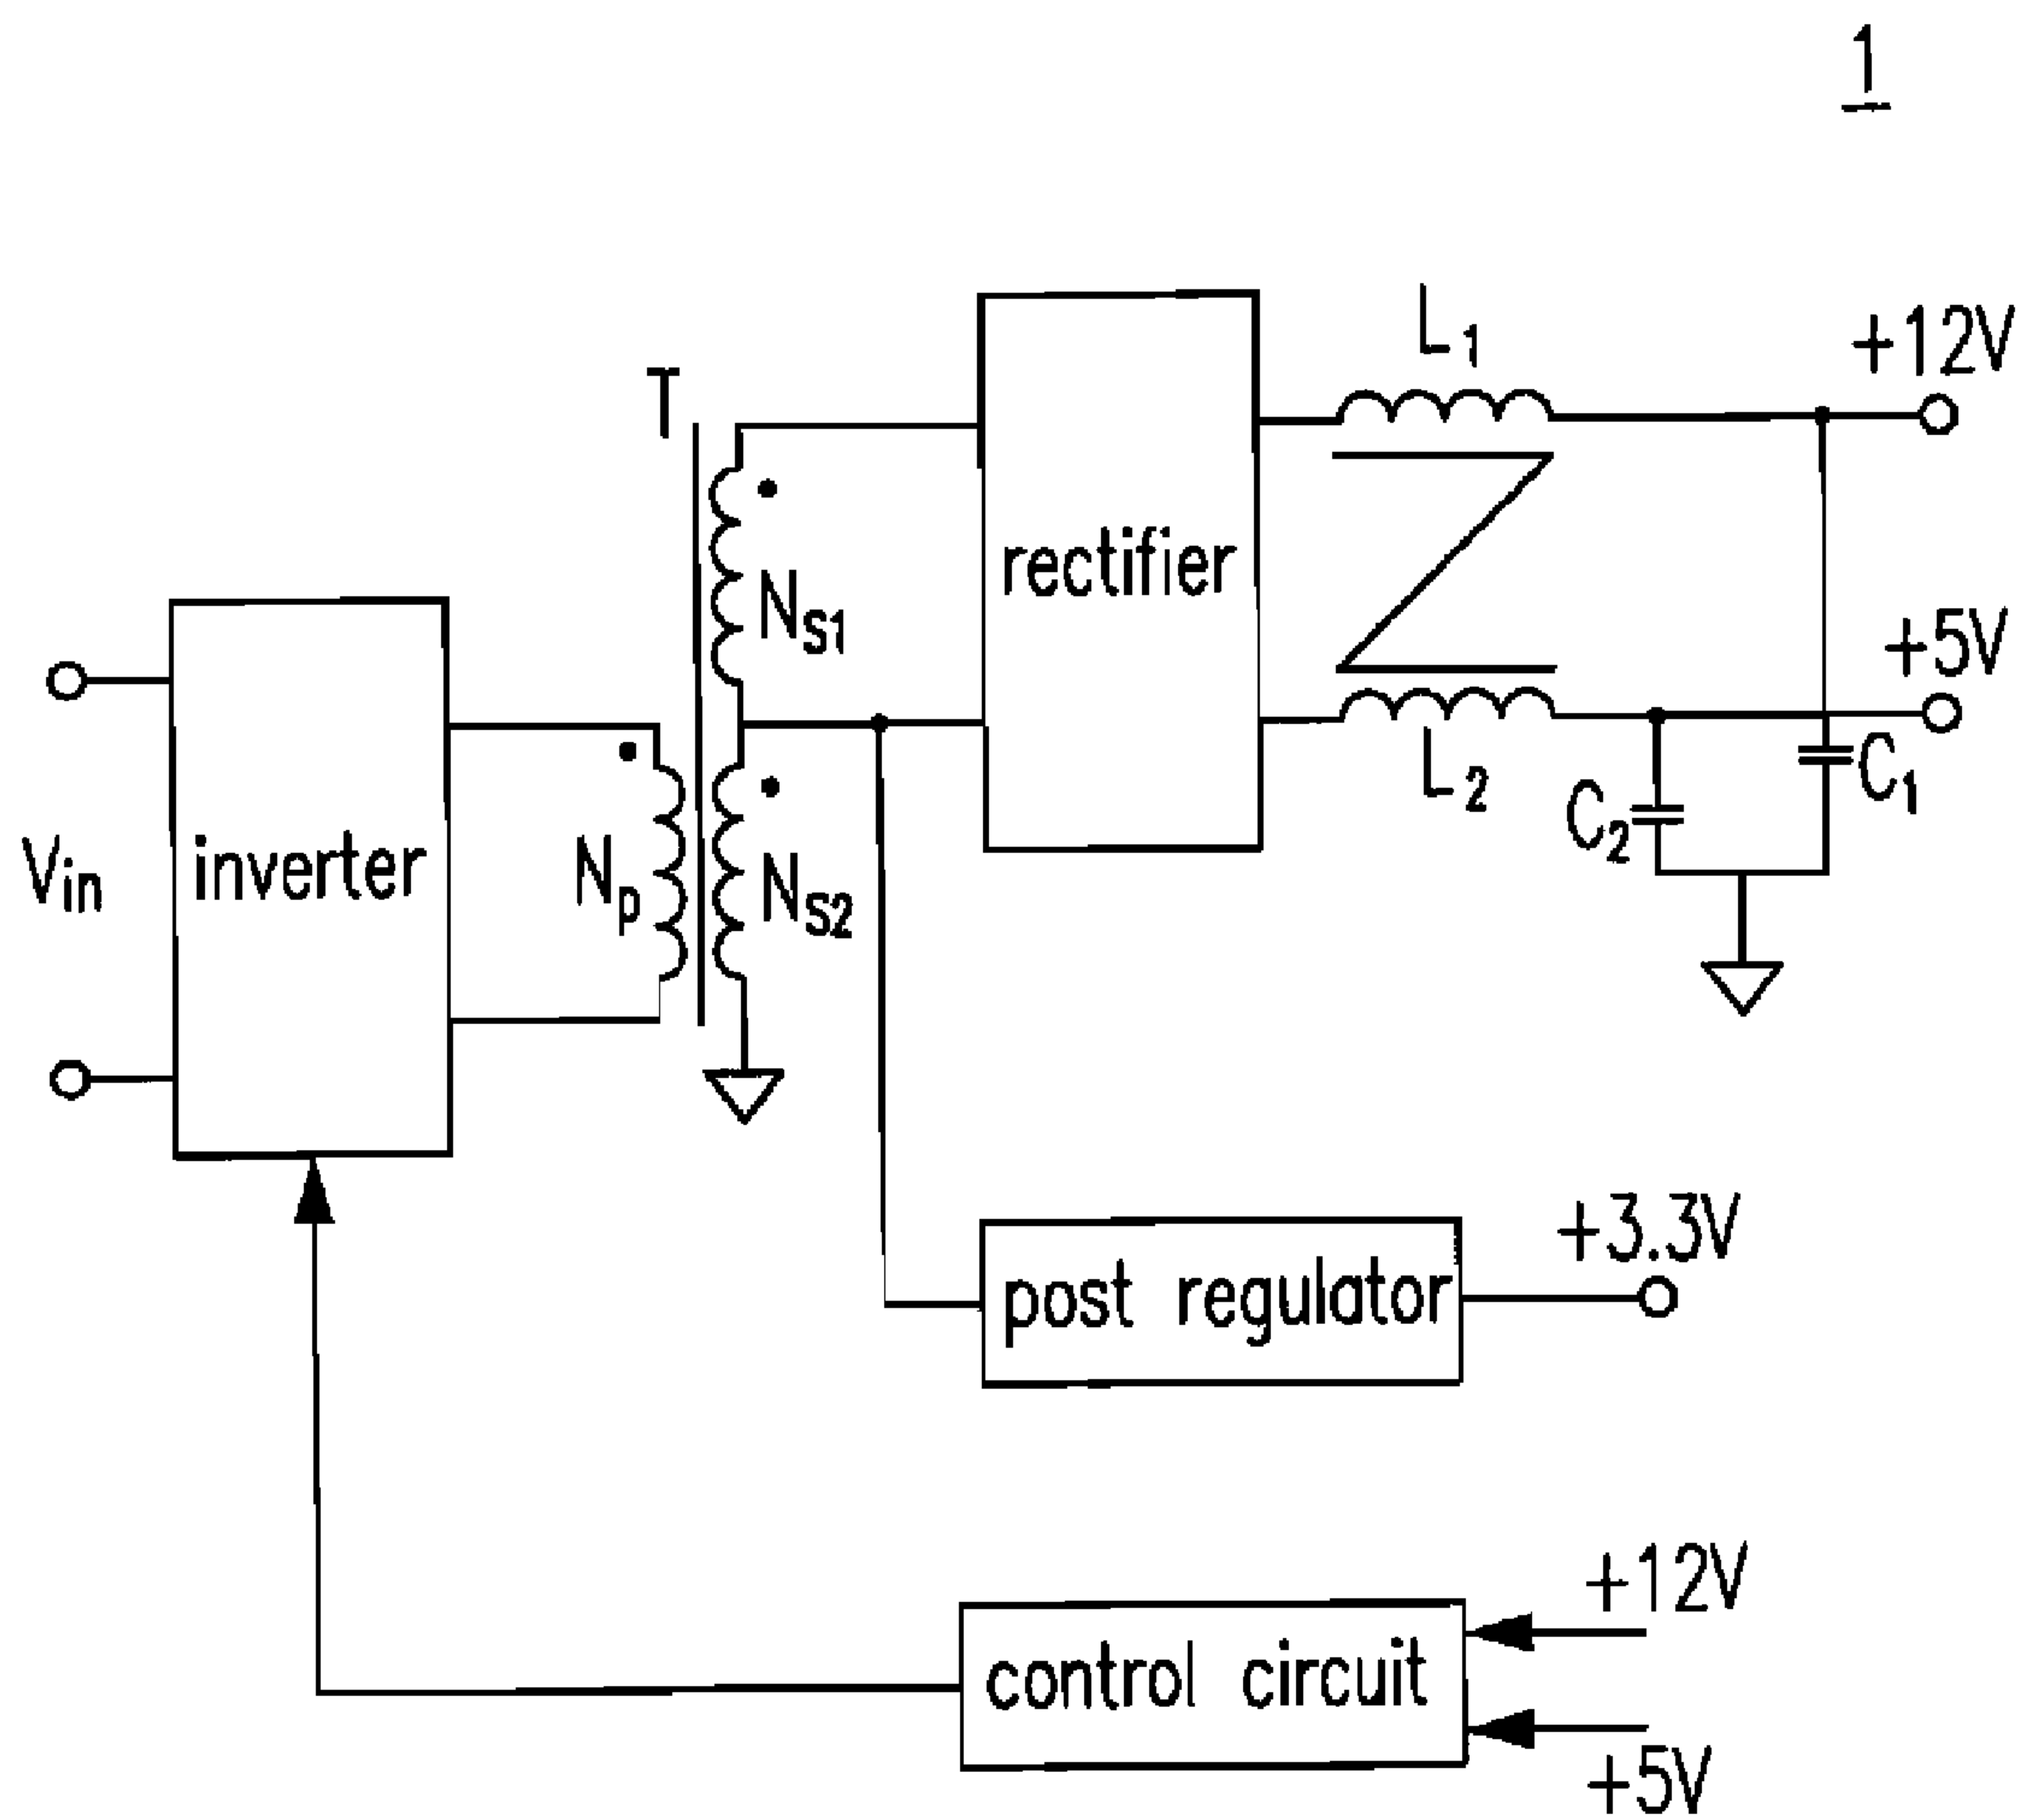 1
L1
+12V
T
rectifier
NS1
+5V
L2
C1
C2
Vin
inverter
Np
NS2
+3.3V
post regulator
+12V
control circuit
+5V